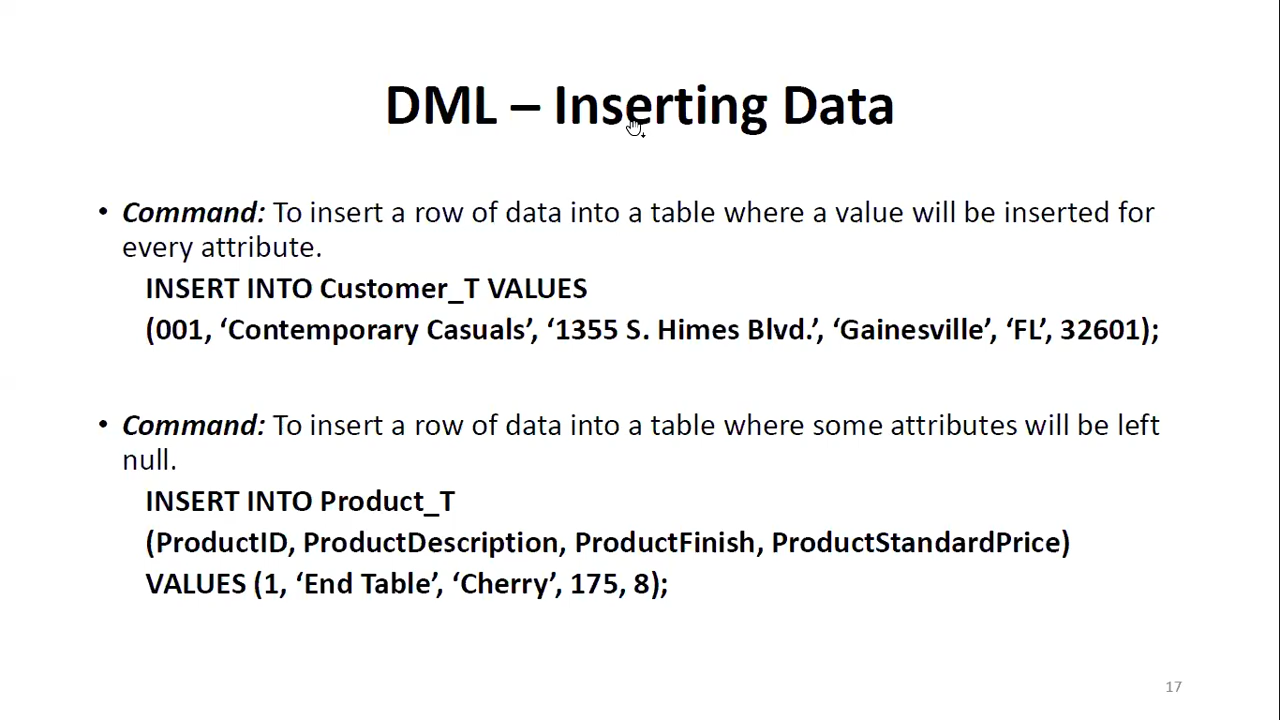 DML – Inserting Data
• Command: To insert a row of data into a table where a value will be inserted for
every attribute.
INSERT INTO Customer_T VALUES
(001, ‘Contemporary Casuals’, ‘1355 S. Himes Blvd.’, ‘Gainesville’, ‘FL’, 32601);
• Command: To insert a row of data into a table where some attributes will be left
null.
INSERT INTO Product_T
(ProductID, ProductDescription, ProductFinish, ProductStandardPrice)
VALUES (1, ‘End Table’, ‘Cherry’, 175, 8);
17